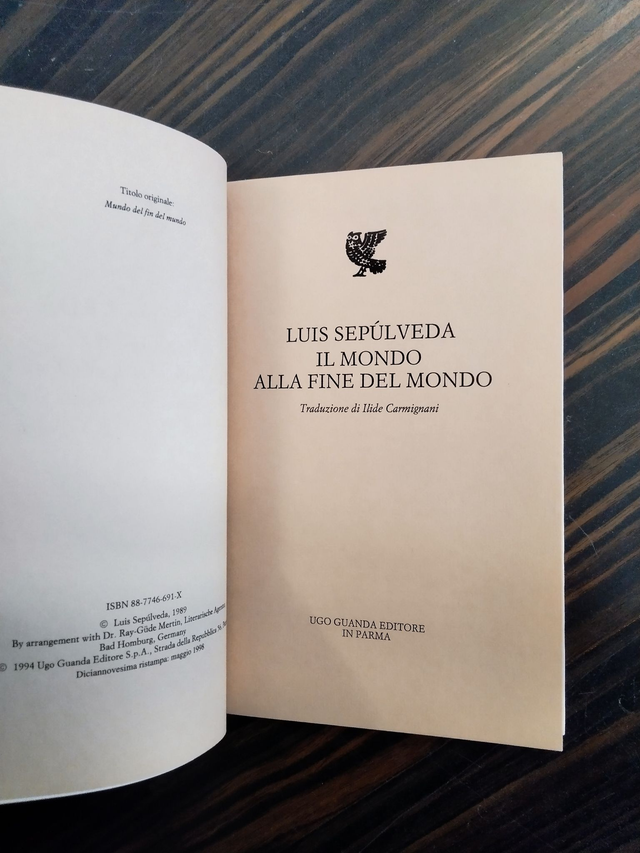 Titolo originale:
Mundo del fin del mundo
ISBN 88-7746-691-X
© Luis Sepúlveda, 1989
By arrangement with Dr. Ray-Güde Mertin, Literarische
Bad Homburg, Germany
© 1994 Ugo Guanda Editore S.p.A., Strada della Repubblica
Diciannovesima ristampa: maggio 1998
LUIS SEPÚLVEDA
IL MONDO
ALLA FINE DEL MONDO
Traduzione di Ilide Carmignani
UGO GUANDA EDITORE
IN PARMA